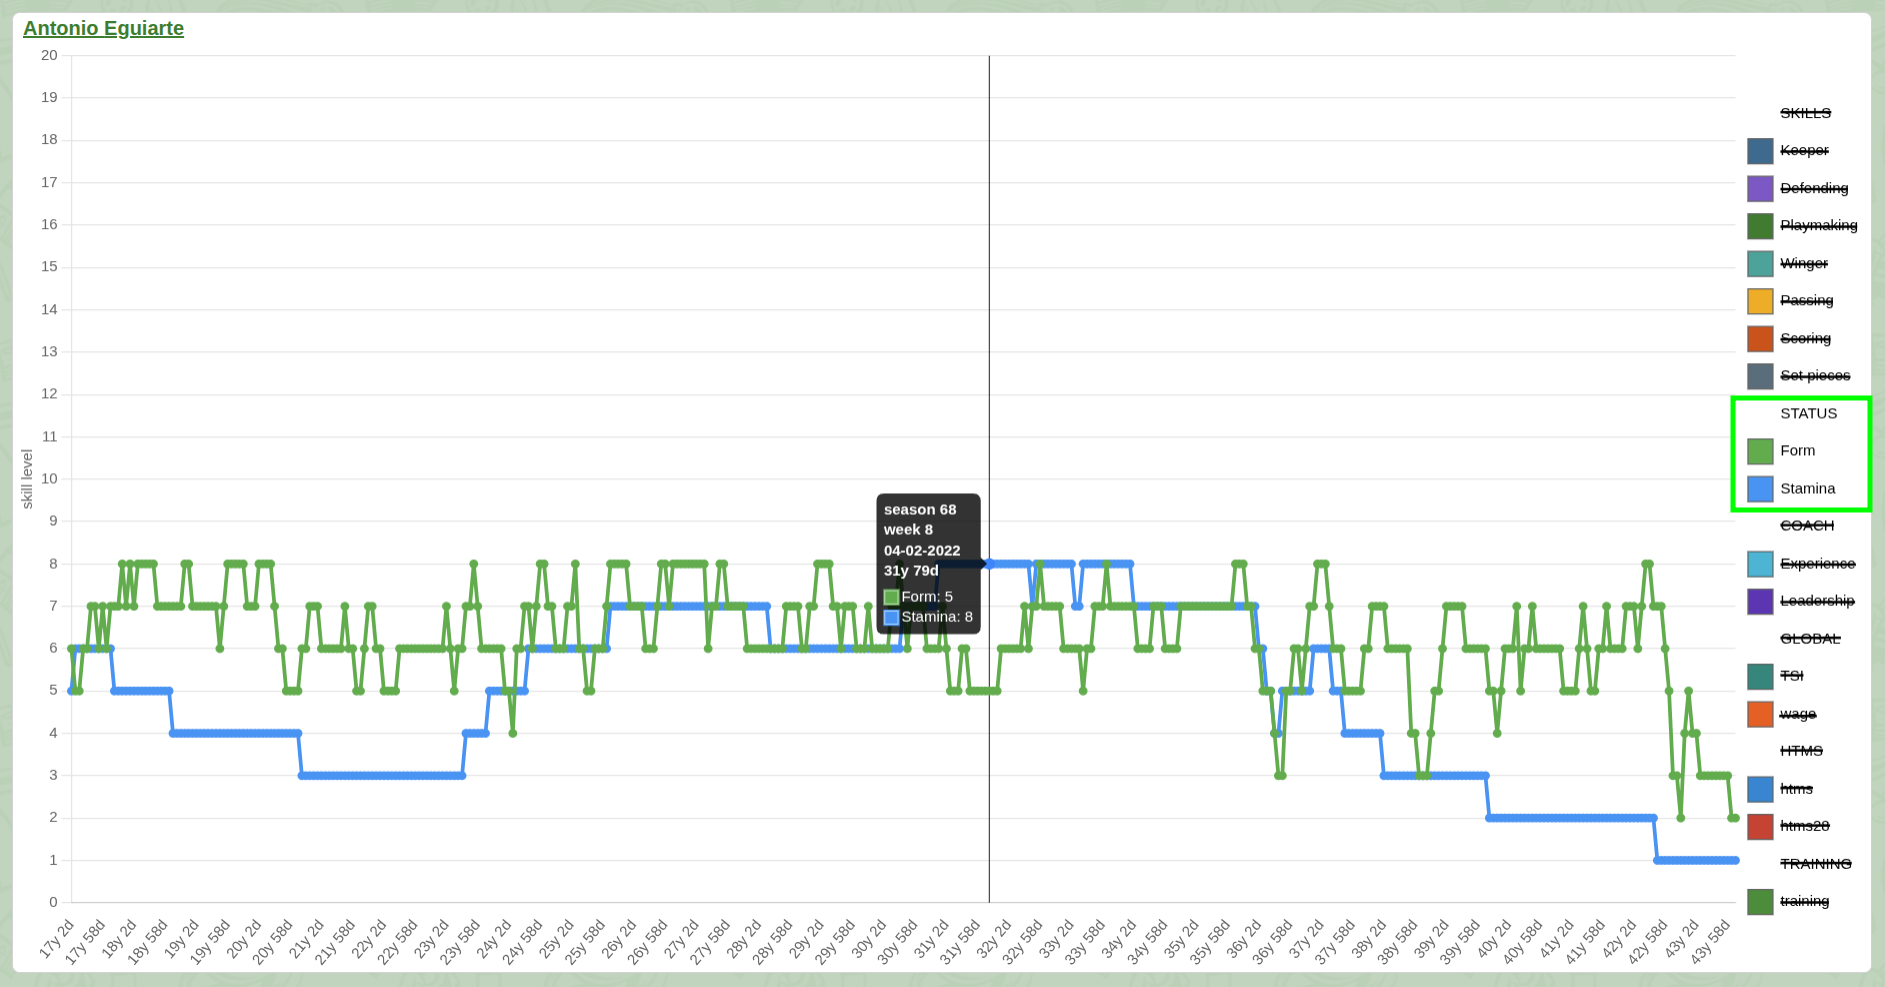 Antonio Eguiarte
20
19
18
17
16
15
14
13
12
11
10
9
8
7
6
5
4
3
2
1
0
skill level
season 68
week 8
04-02-2022
31y 79d
Form: 5
Stamina: 8
17y 2d
17y 58d
18y 2d
18y 58d
19y 2d
19y 58d
20y 2d
20y 58d
21y 2d
21y 58d
22y 2d
22y 58d
23y 2d
23y 58d
24y 2d
24y 58d
25y 2d
25y 58d
26y 2d
26y 58d
27y 2d
27y 58d
28y 2d
28y 58d
29y 2d
29y 58d
30y 2d
30y 58d
31y 2d
31y 58d
32y 2d
32y 58d
33y 2d
33y 58d
34y 2d
34y 58d
35y 2d
35y 58d
36y 2d
36y 58d
37y 2d
37y 58d
38y 2d
38y 58d
39y 2d
39y 58d
40y 2d
40y 58d
41y 2d
41y 58d
42y 2d
42y 58d
43y 2d
43y 58d
SKILLS
Keeper
Defending
Playmaking
Winger
Passing
Scoring
Set pieces
STATUS
Form
Stamina
COACH
Experience
Leadership
GLOBAL
TSI
wage
HTMS
htms
htms28
TRAINING
training